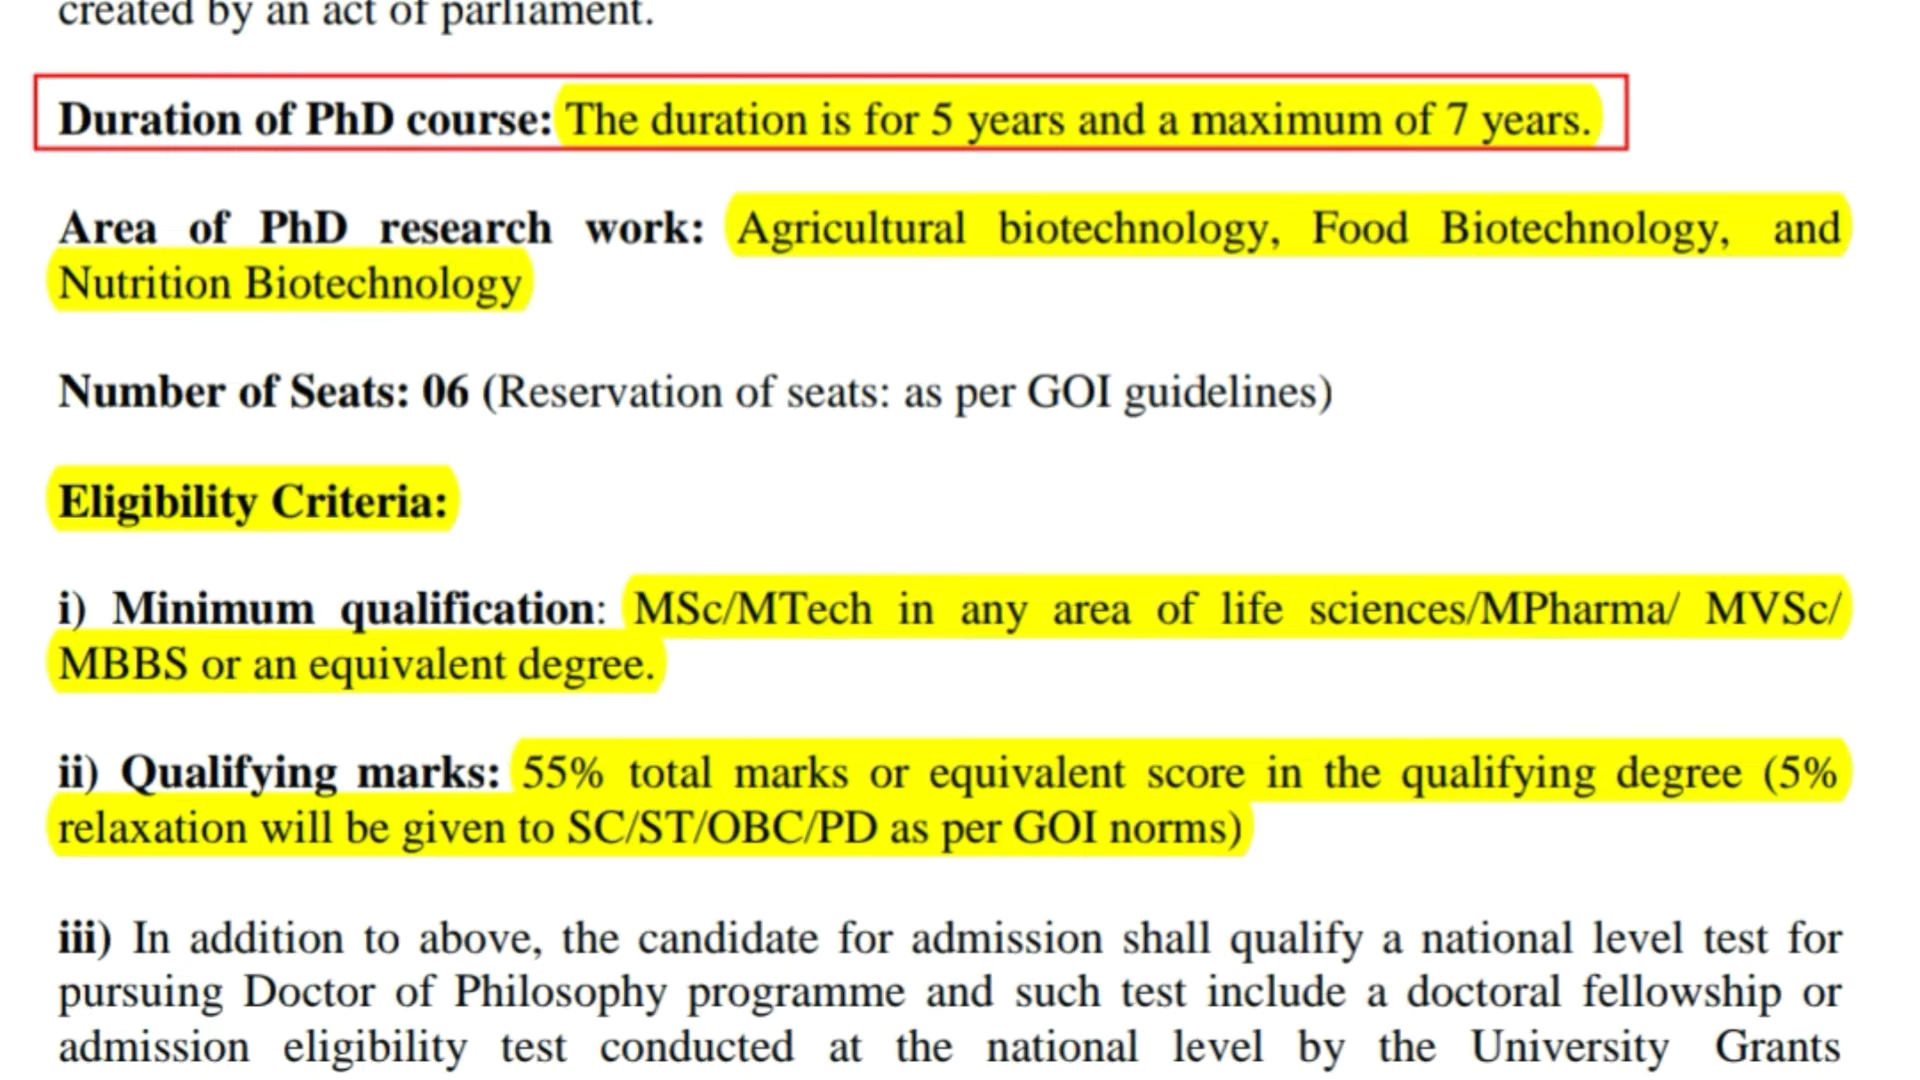 created by an act of parliament.
Duration of PhD course: The duration is for 5 years and a maximum of 7 years.
Area of PhD research work: Agricultural biotechnology, Food Biotechnology, and
Nutrition Biotechnology
Number of Seats: 06 (Reservation of seats: as per GOI guidelines)
Eligibility Criteria:
i) Minimum qualification: MSc/MTech in any area of life sciences/MPharma/ MVSc/
MBBS or an equivalent degree.
ii) Qualifying marks: 55% total marks or equivalent score in the qualifying degree (5%
relaxation will be given to SC/ST/OBC/PD as per GOI norms)
iii) In addition to above, the candidate for admission shall qualify a national level test for
pursuing Doctor of Philosophy programme and such test include a doctoral fellowship or
admission eligibility test conducted at the national level by the University Grants